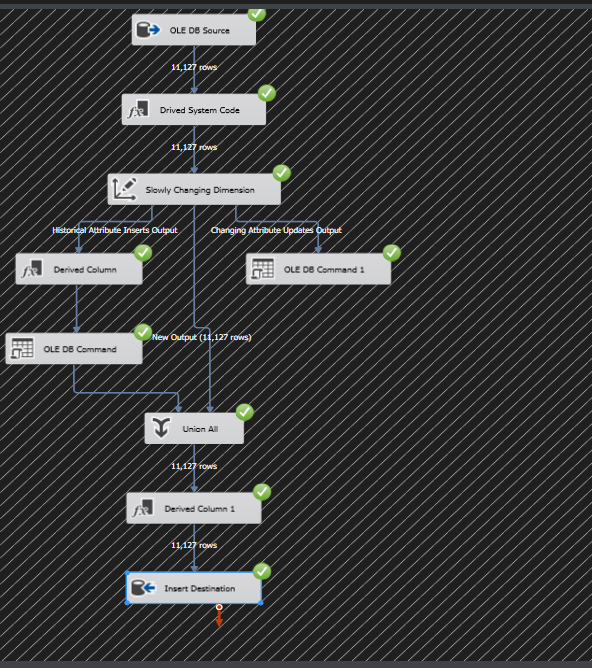 OLE DB Source
11,127 rows
Drived System Code
11,127 rows
Slowly Changing Dimension
Historical Attribute Inserts Output
Changing Attribute Updates Output
Derived Column
OLE DB Command 1
OLE DB Command
New Output (11,127 rows)
Union All
11,127 rows
Derived Column 1
11,127 rows
Insert Destination